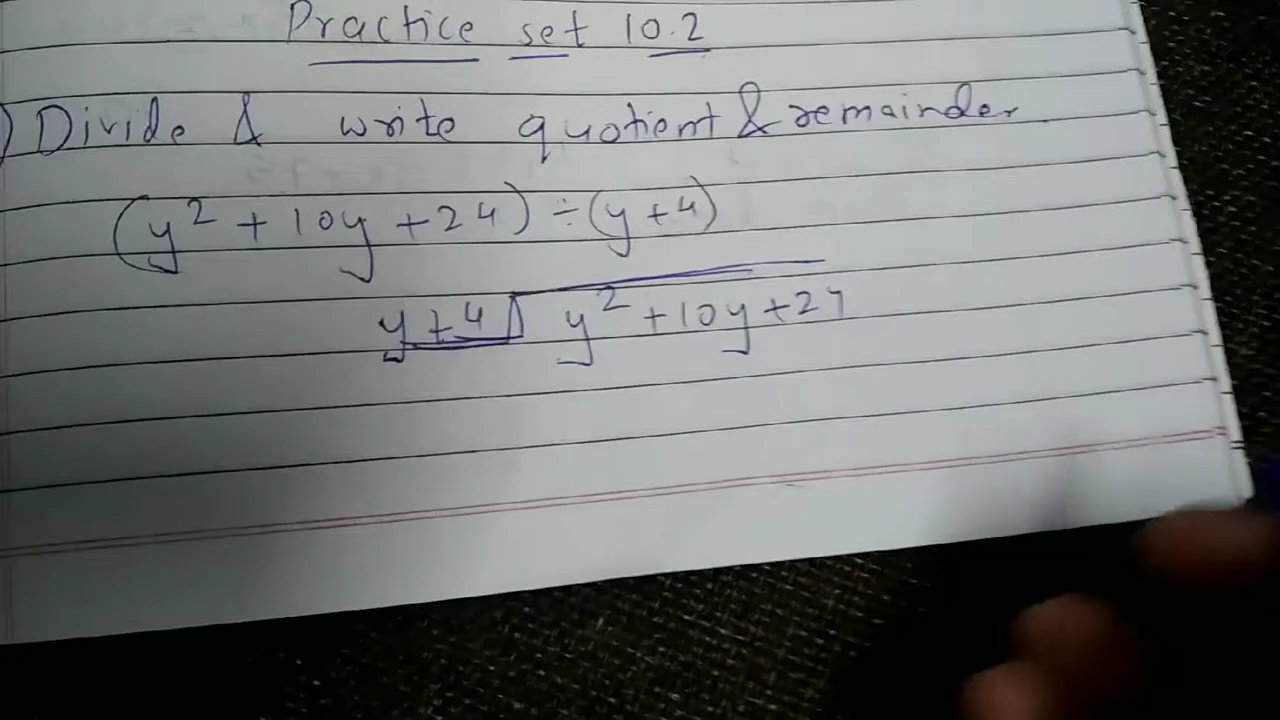 Practice set 10.2
) Divide & write quotient & remainder
(y² + 10y + 24) ÷ (y + 4)
y + 4 ) y² + 10y + 24